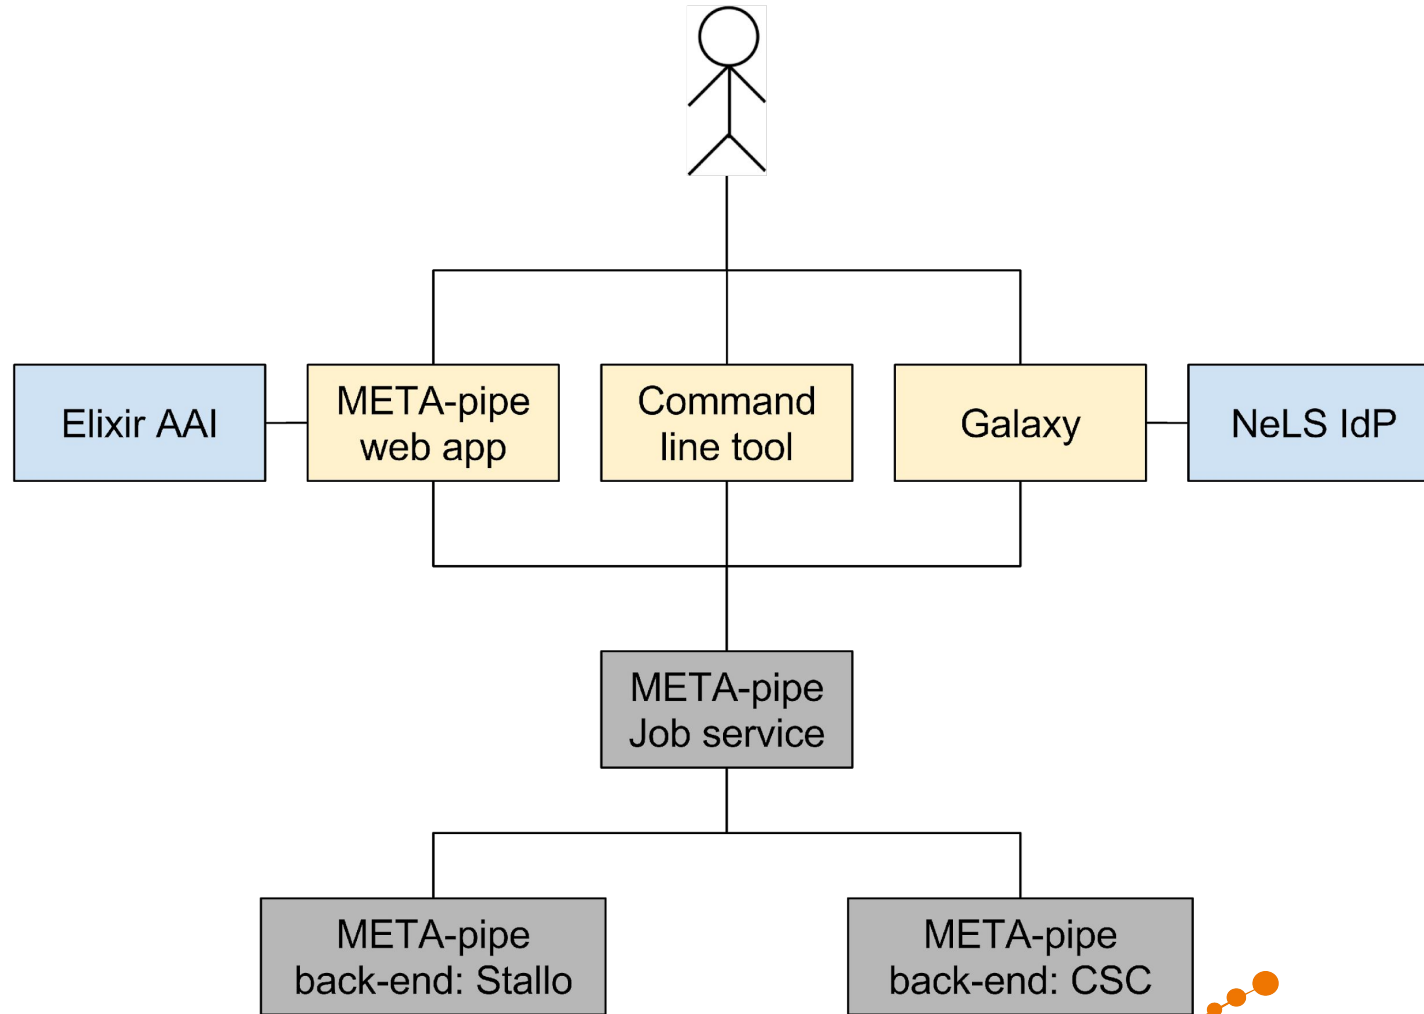 Elixir AAI
META-pipe
web app
Command
line tool
Galaxy
NeLS IdP
META-pipe
Job service
META-pipe
back-end: Stallo
META-pipe
back-end: CSC